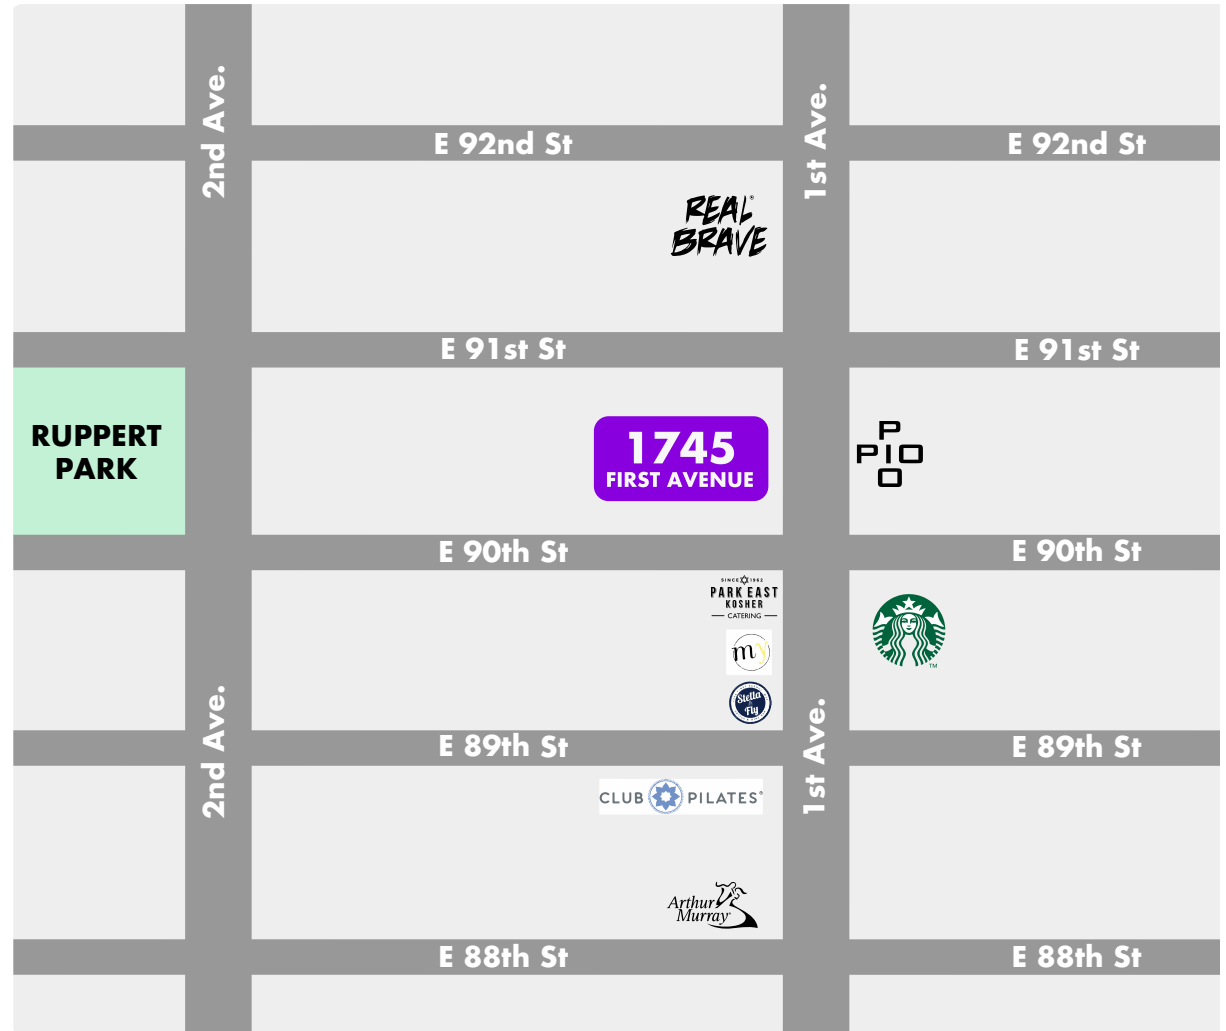 2nd Ave.
1st Ave.
E 92nd St
E 92nd St
REAL®
BRAVE
E 91st St
E 91st St
RUPPERT
PARK
1745
FIRST AVENUE
P
PIO
O
E 90th St
E 90th St
SINCE 1962
PARK EAST
KOSHER
CATERING
my
Stella
&
Fly
TM
E 89th St
E 89th St
2nd Ave.
1st Ave.
CLUB PILATES®
Arthur
Murray
E 88th St
E 88th St